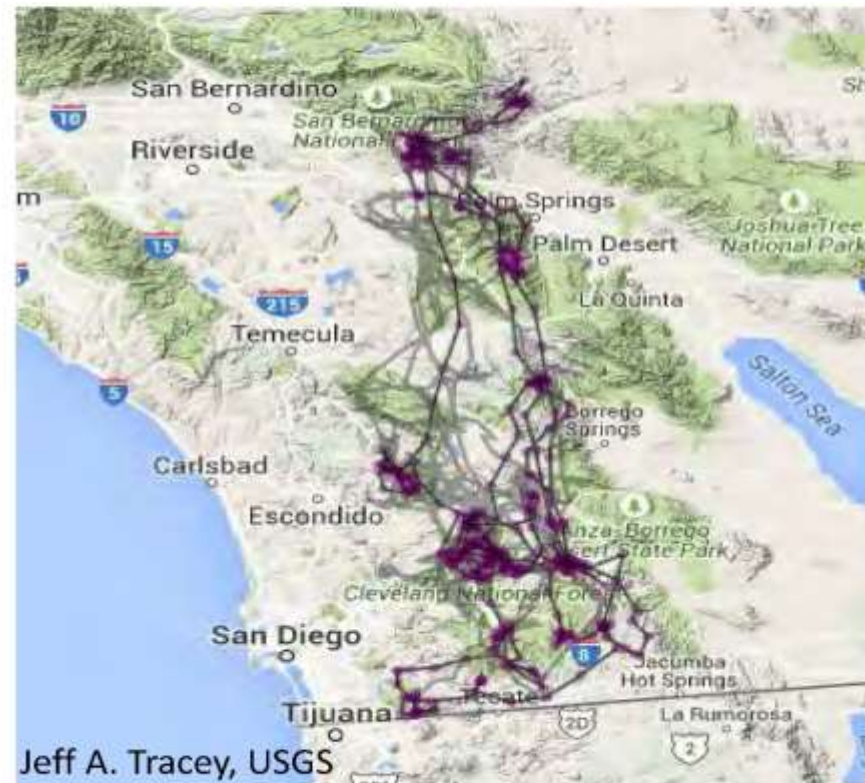 San Bernardino
10
San Bernardino
National
Sh
Riverside
m
Palm Springs
Joshua Tree
National Park
15
Palm Desert
215
La Quinta
Temecula
5
Salton Sea
Borrego
Springs
Carlsbad
Escondido
Anza-Borrego
Desert State Park
Cleveland National Forest
San Diego
8
Jacumba
Hot Springs
Tecate
Tijuana
2D
La Rumorosa
2
Jeff A. Tracey, USGS